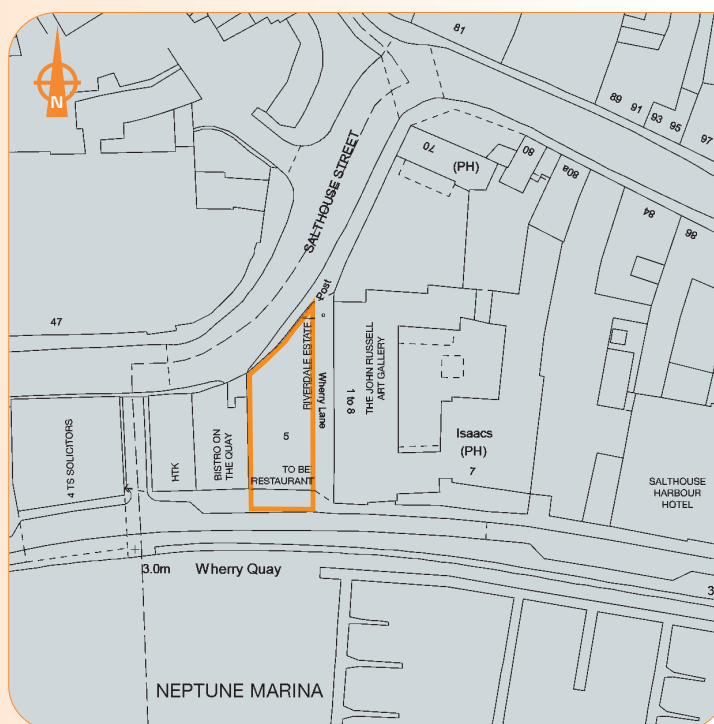 81
89
91
93
95
97
N
SALTHOUSE STREET
70
(PH)
80
80a
84
86
Post
47
RIVERDALE ESTATE
Wherry Lane
1 to 8
THE JOHN RUSSELL
ART GALLERY
4 TS SOLICITORS
HTK
BISTRO ON
THE QUAY
5
TO BE
RESTAURANT
Isaacs
(PH)
7
SALTHOUSE
HARBOUR
HOTEL
3.0m
Wherry Quay
3
NEPTUNE MARINA